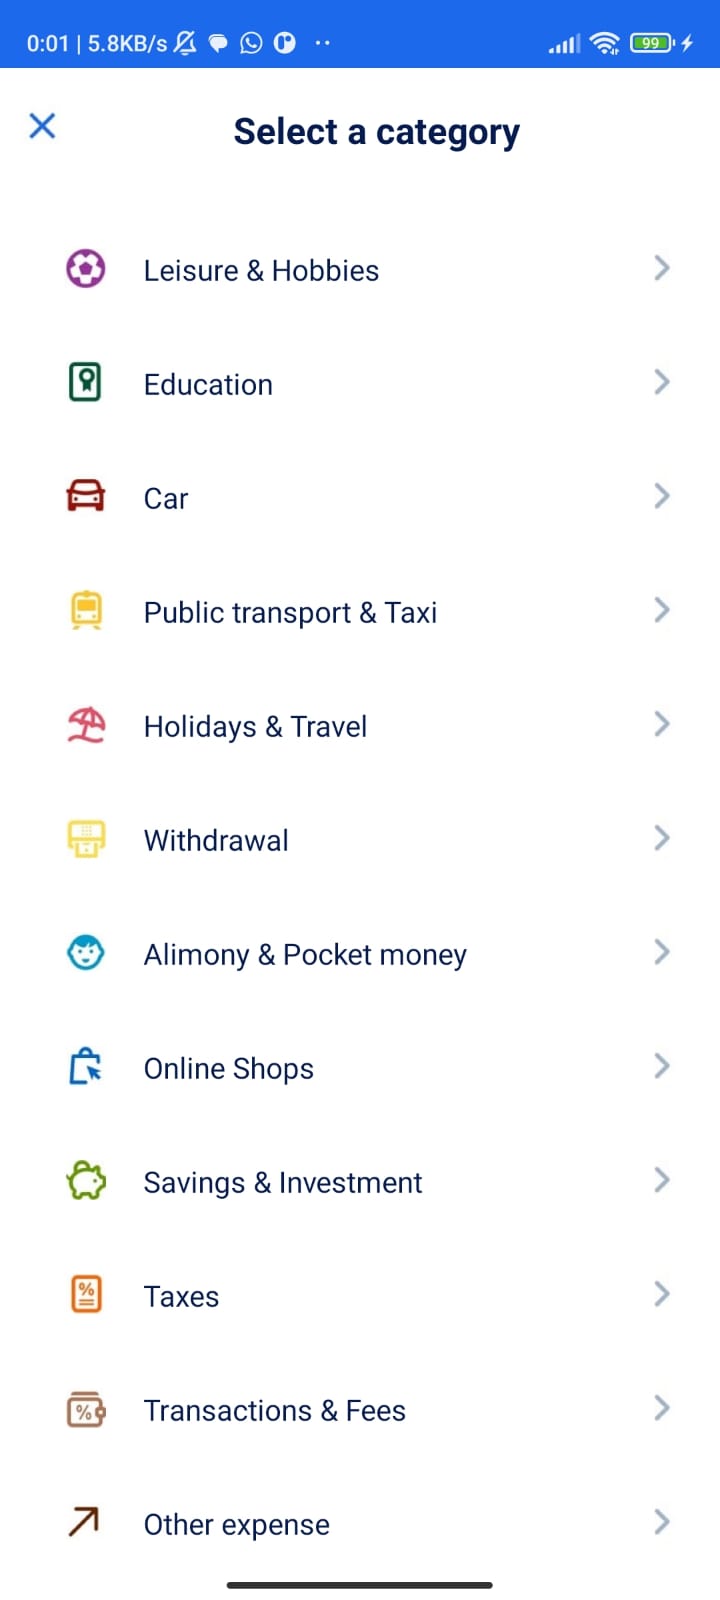 0:01 | 5.8KB/s 99
Select a category
Leisure & Hobbies
Education
Car
Public transport & Taxi
Holidays & Travel
Withdrawal
Alimony & Pocket money
Online Shops
Savings & Investment
%
Taxes
%
Transactions & Fees
Other expense